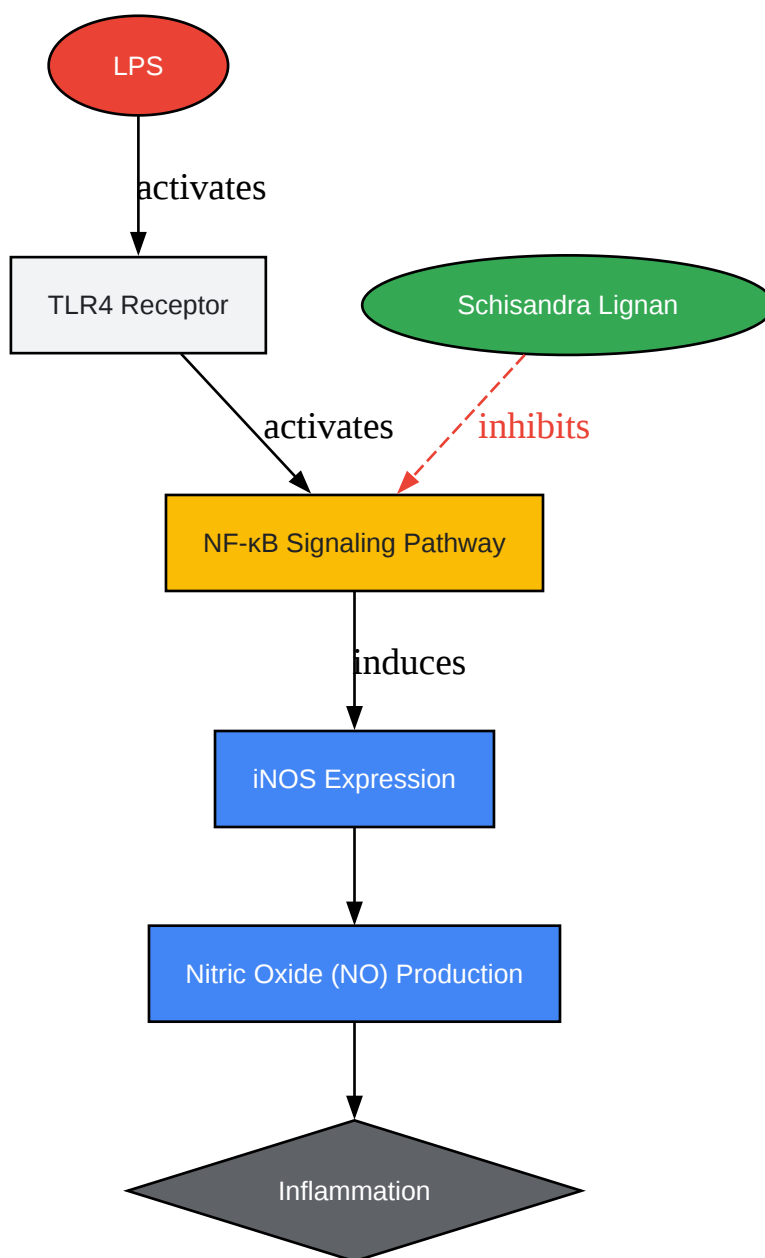 LPS
activates
TLR4 Receptor
Schisandra Lignan
activates
inhibits
NF-κB Signaling Pathway
induces
iNOS Expression
Nitric Oxide (NO) Production
Inflammation